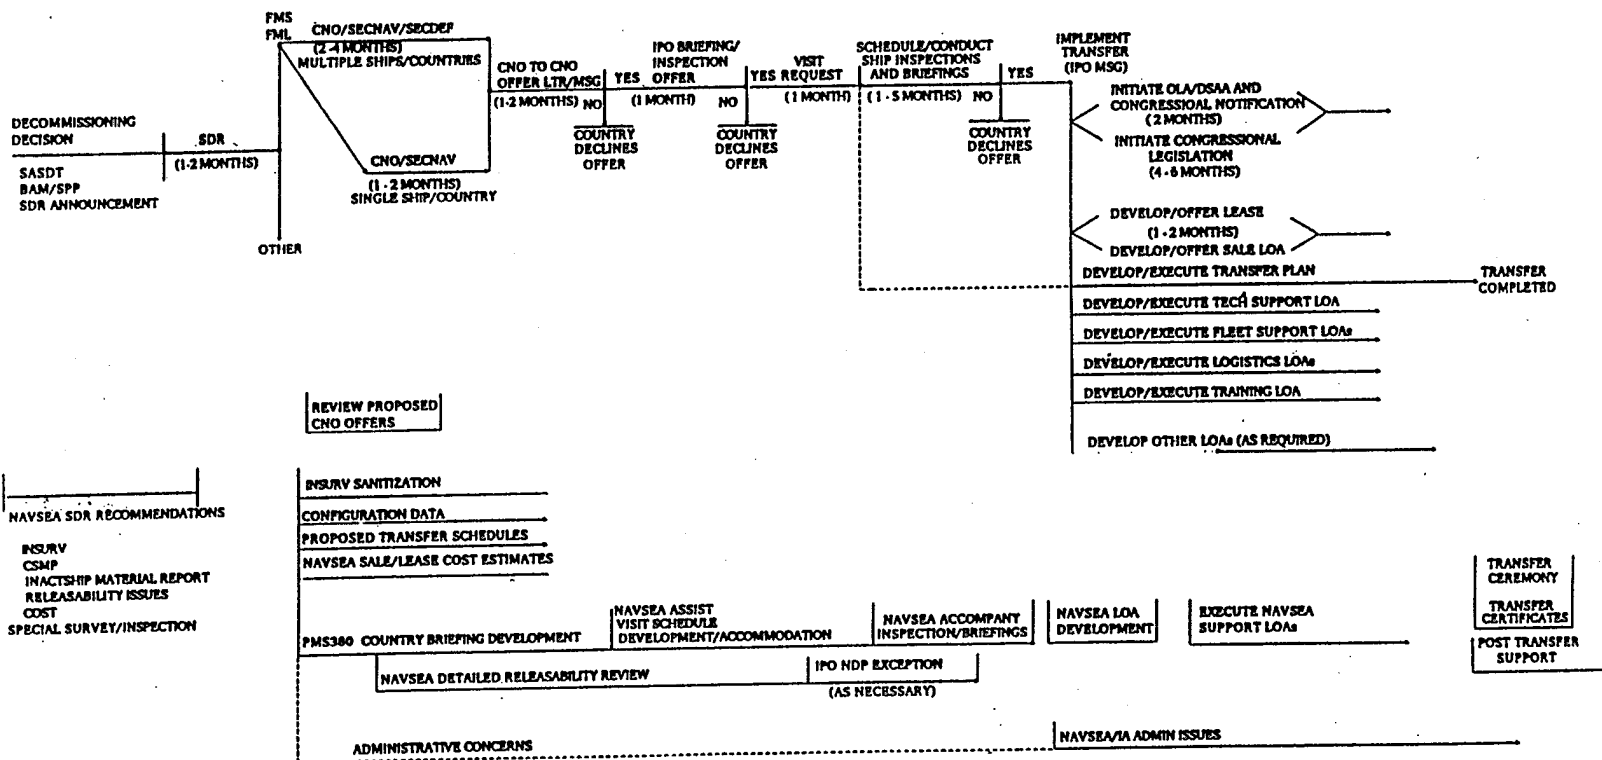 FMS
FML
CNO/SECNAV/SECDEF
(2-4 MONTHS)
MULTIPLE SHIPS/COUNTRIES
CNO TO CNO
OFFER LTR/MSG
(1-2 MONTHS) NO
YES
IPO BRIEFING/
INSPECTION
OFFER
(1 MONTH) NO
VISIT
YES REQUEST
(1 MONTH)
SCHEDULE/CONDUCT
SHIP INSPECTIONS
AND BRIEFINGS
(1-5 MONTHS) NO
YES
IMPLEMENT
TRANSFER
(IPO MSG)
INITIATE OLA/DSAA AND
CONGRESSIOAL NOTIFICATION
(2 MONTHS)
INITIATE CONGRESSIONAL
LEGISLATION
(4-6 MONTHS)
DECOMMISSIONING
DECISION
SASDT
BAM/SPP
SDR ANNOUNCEMENT
SDR
(1-2 MONTHS)
CNO/SECNAV
(1-2 MONTHS)
SINGLE SHIP/COUNTRY
COUNTRY
DECLINES
OFFER
COUNTRY
DECLINES
OFFER
COUNTRY
DECLINES
OFFER
OTHER
DEVELOP/OFFER LEASE
(1-2 MONTHS)
DEVELOP/OFFER SALE LOA
DEVELOP/EXECUTE TRANSFER PLAN
TRANSFER
COMPLETED
DEVELOP/EXECUTE TECH SUPPORT LOA
DEVELOP/EXECUTE FLEET SUPPORT LOAs
DEVELOP/EXECUTE LOGISTICS LOAs
DEVELOP/EXECUTE TRAINING LOA
DEVELOP OTHER LOAs (AS REQUIRED)
REVIEW PROPOSED
CNO OFFERS
NAVSEA SDR RECOMMENDATIONS
INSURV
CSMP
INACTSHIP MATERIAL REPORT
RELEASABILITY ISSUES
COST
SPECIAL SURVEY/INSPECTION
INSURV SANITIZATION
CONFIGURATION DATA
PROPOSED TRANSFER SCHEDULES
NAVSEA SALE/LEASE COST ESTIMATES
PMS380 COUNTRY BRIEFING DEVELOPMENT
NAVSEA ASSIST
VISIT SCHEDULE
DEVELOPMENT/ACCOMMODATION
NAVSEA ACCOMPANY
INSPECTION/BRIEFINGS
NAVSEA LOA
DEVELOPMENT
EXECUTE NAVSEA
SUPPORT LOAs
TRANSFER
CEREMONY
TRANSFER
CERTIFICATES
POST TRANSFER
SUPPORT
NAVSEA DETAILED RELEASABILITY REVIEW
IPO NDP EXCEPTION
(AS NECESSARY)
ADMINISTRATIVE CONCERNS
NAVSEA/IA ADMIN ISSUES